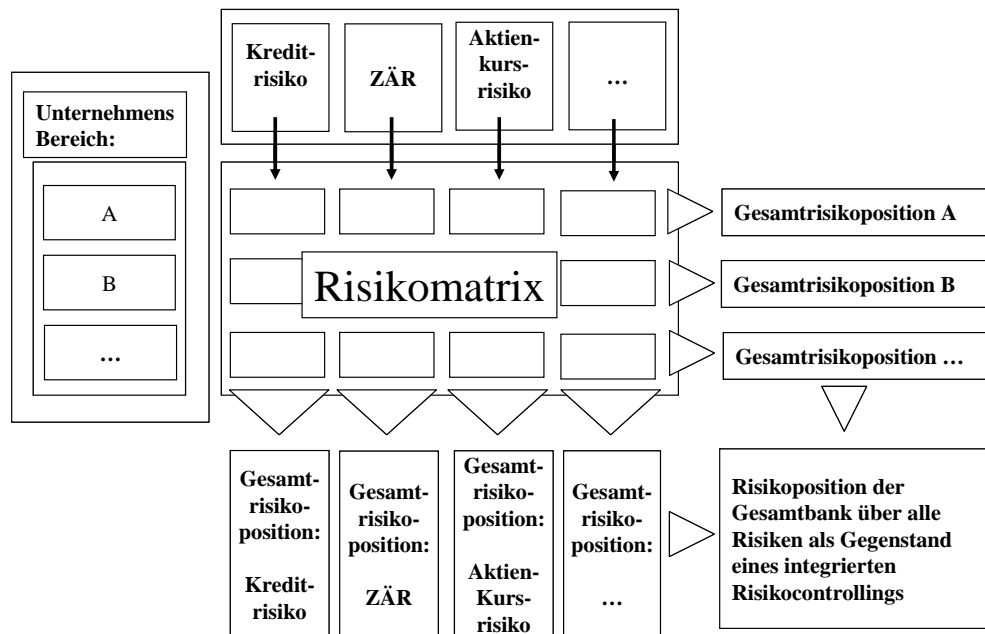 Kredit-
risiko
ZÄR
Aktien-
kurs-
risiko
...
Unternehmens
Bereich:
A
B
...
Risikomatrix
Gesamtrisikoposition A
Gesamtrisikoposition B
Gesamtrisikoposition ...
Gesamt-
risiko-
position:
Kredit-
risiko
Gesamt-
risiko-
position:
ZÄR
Gesamt-
risiko-
position:
Aktien-
Kurs-
risiko
Gesamt-
risiko-
position:
...
Risikoposition der
Gesamtbank über alle
Risiken als Gegenstand
eines integrierten
Risikocontrollings